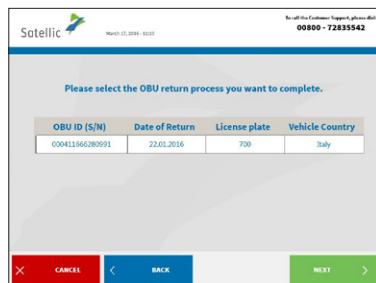 To call the Customer Support, please dial:
00800 - 72835542
Satellic
March 17, 2016 -
Please select the OBU return process you want to complete.
OBU ID (S/N) Date of Return License plate Vehicle Country
000411666280991 22.01.2016 700 Italy
CANCEL BACK NEXT